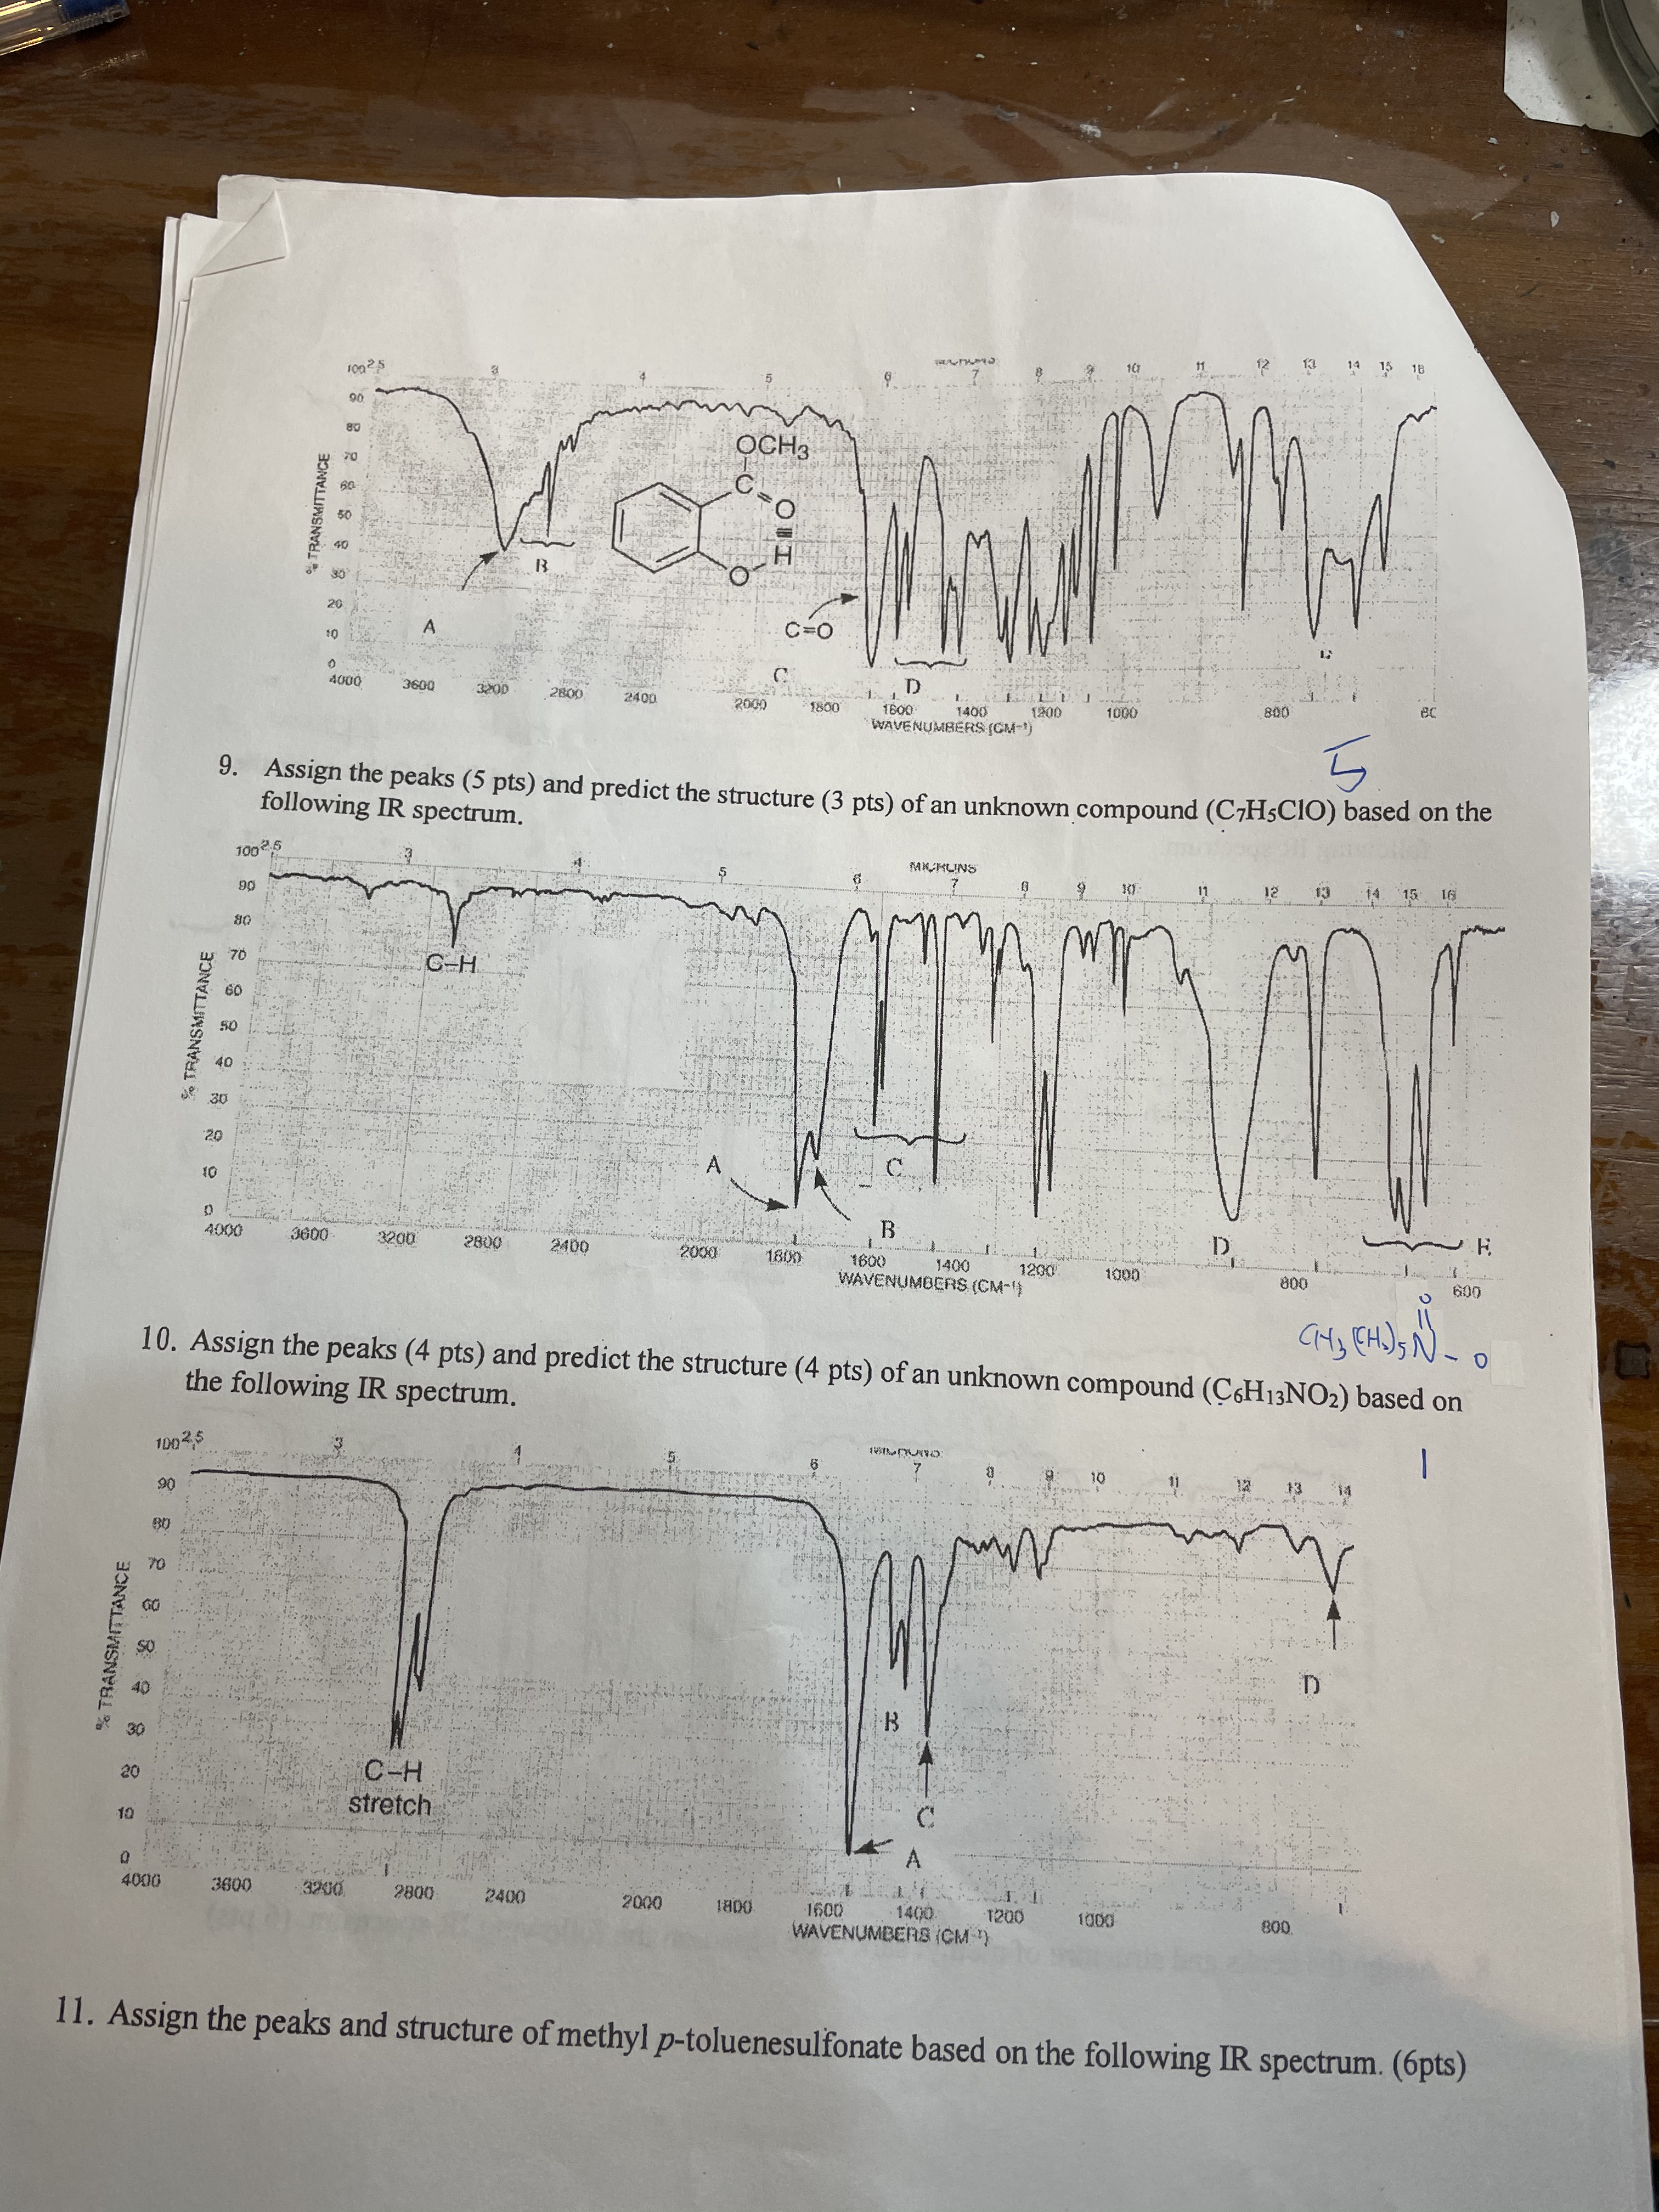 MICRONS
2.5 3 4 5 6 7 8 9 10 11 12 13 14 15 16
100
90
80
70
60
50
40
30
20
10
0
% TRANSMITTANCE
OCH3
C
O
H
O
A
B
C=O
C
D
4000 3600 3200 2800 2400 2000 1800 1600 1400 1200 1000 800
WAVENUMBERS (CM-1)
5
9. Assign the peaks (5 pts) and predict the structure (3 pts) of an unknown compound (C7H5ClO) based on the
following IR spectrum.
MICRONS
2.5 3 4 5 6 7 8 9 10 11 12 13 14 15 16
100
90
80
70
60
50
40
30
20
10
0
% TRANSMITTANCE
C–H
A
B
C
D
E
4000 3600 3200 2800 2400 2000 1800 1600 1400 1200 1000 800 600
WAVENUMBERS (CM-1)
O
CH3(CH2)5N-O
10. Assign the peaks (4 pts) and predict the structure (4 pts) of an unknown compound (C6H13NO2) based on
the following IR spectrum.
1
MICRONS
2.5 3 4 5 6 7 8 9 10 11 12 13 14
100
90
80
70
60
50
40
30
20
10
0
% TRANSMITTANCE
C–H
stretch
B
C
A
D
4000 3600 3200 2800 2400 2000 1800 1600 1400 1200 1000 800
WAVENUMBERS (CM-1)
11. Assign the peaks and structure of methyl p-toluenesulfonate based on the following IR spectrum. (6pts)